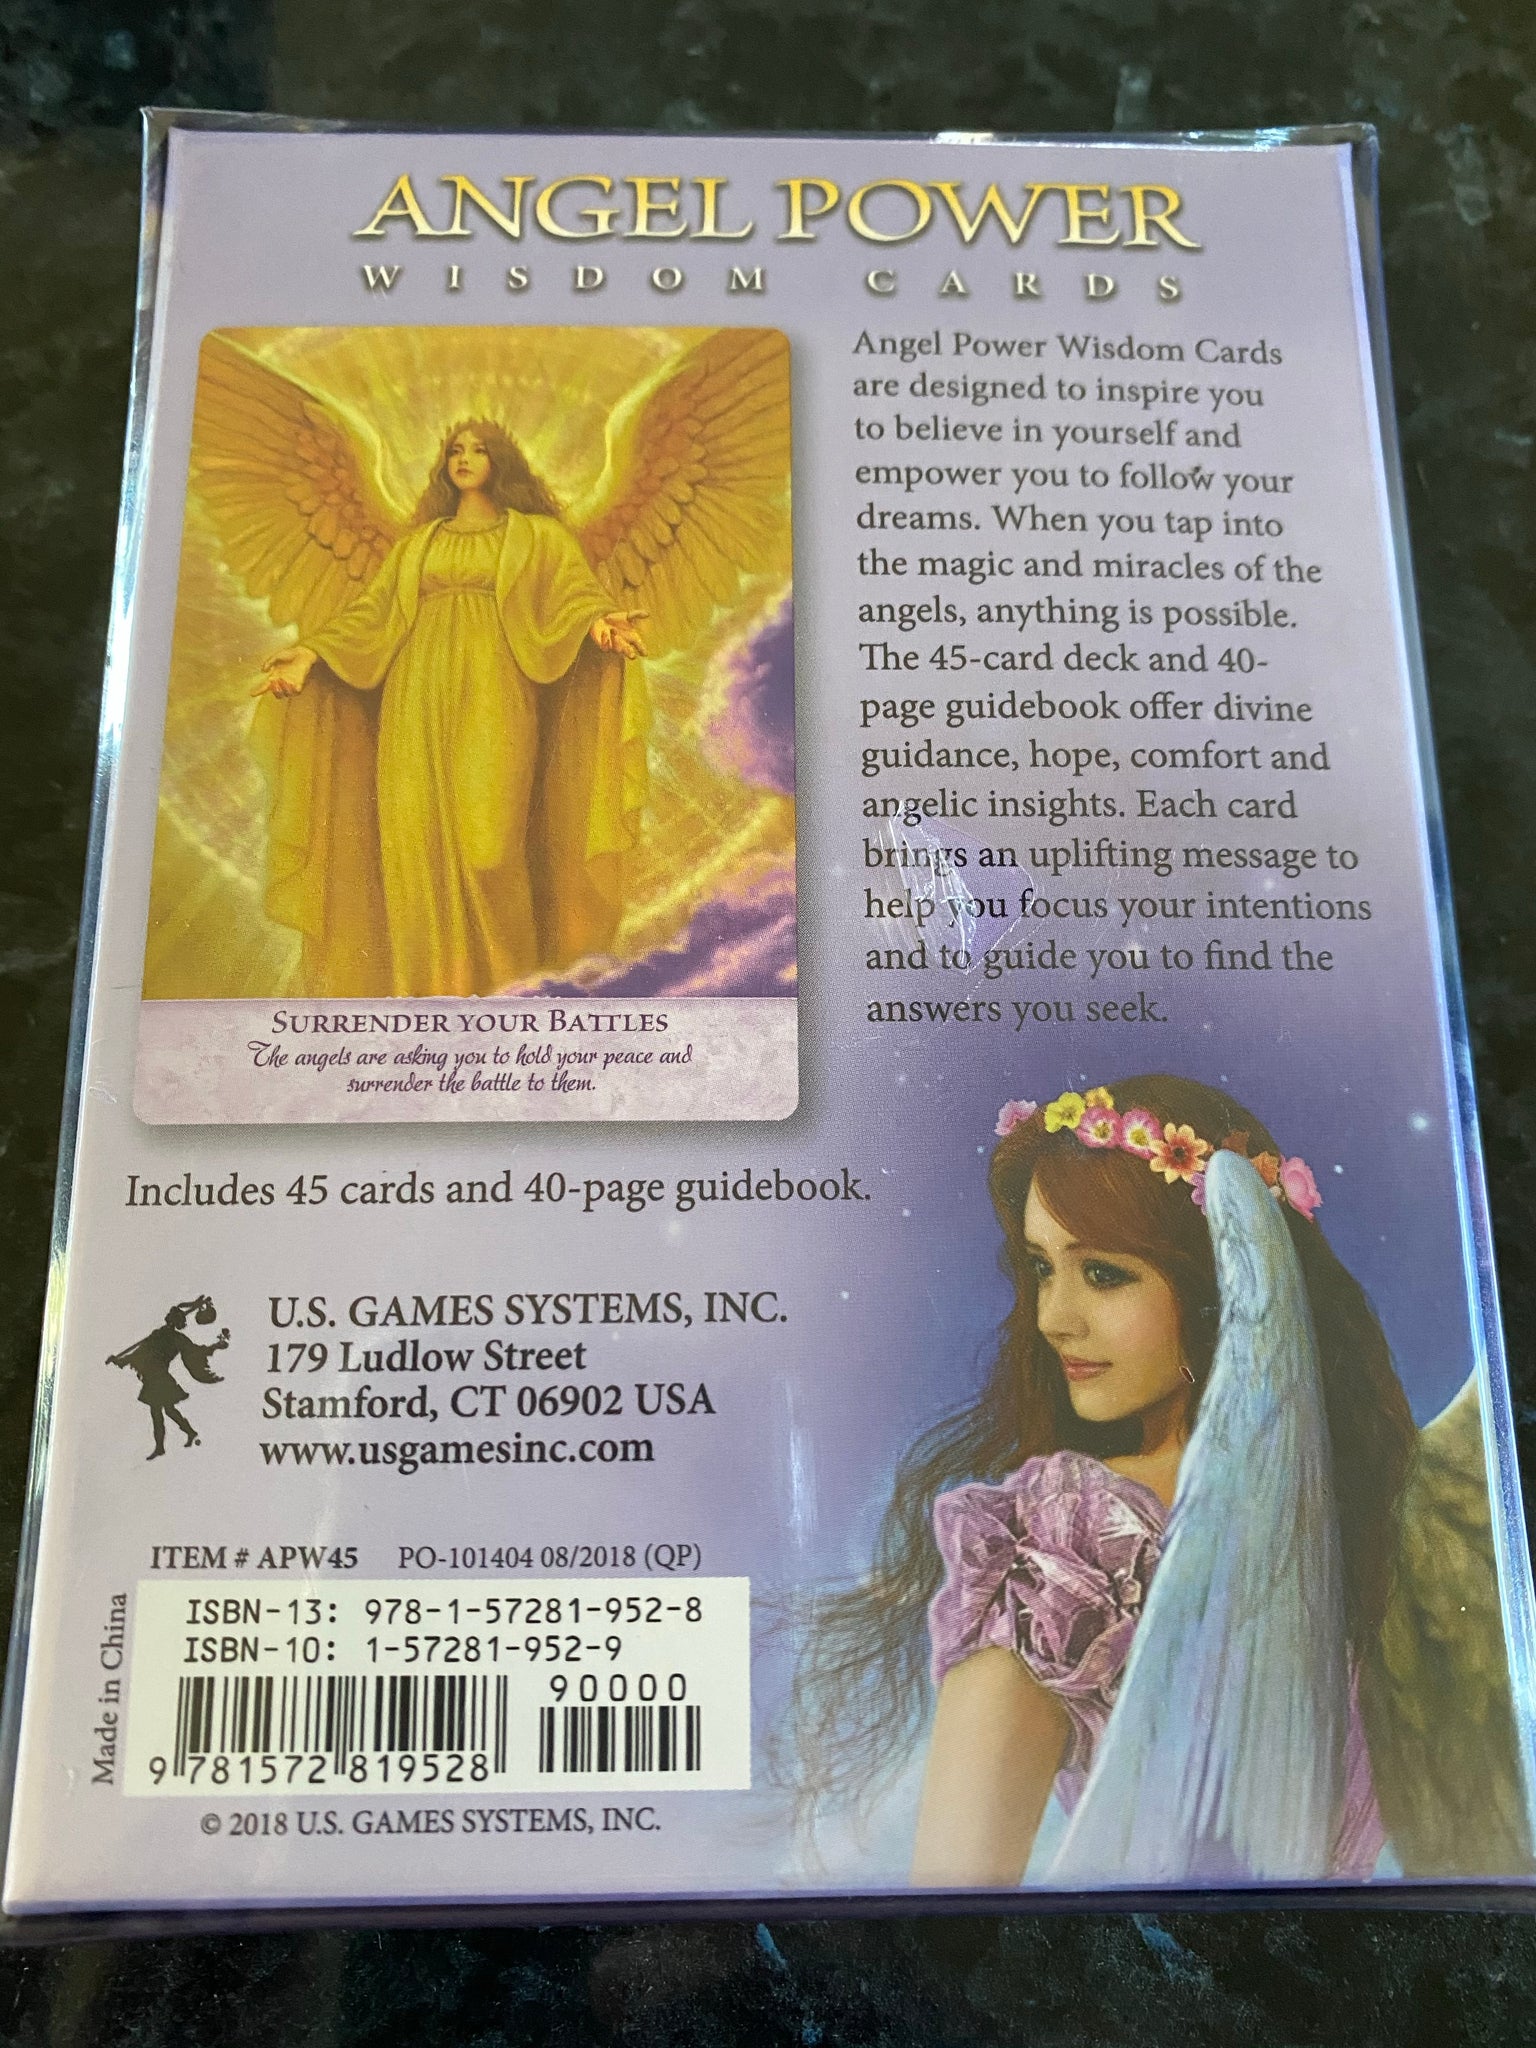 ANGEL POWER
WISDOM CARDS
Angel Power Wisdom Cards
are designed to inspire you
to believe in yourself and
empower you to follow your
dreams. When you tap into
the magic and miracles of the
angels, anything is possible.
The 45-card deck and 40-
page guidebook offer divine
guidance, hope, comfort and
angelic insights. Each card
brings an uplifting message to
help you focus your intentions
and to guide you to find the
answers you seek.
SURRENDER YOUR BATTLES
The angels are asking you to hold your peace and
surrender the battle to them.
Includes 45 cards and 40-page guidebook.
U.S. GAMES SYSTEMS, INC.
179 Ludlow Street
Stamford, CT 06902 USA
www.usgamesinc.com
ITEM # APW45 PO-101404 08/2018 (QP)
Made in China
ISBN-13: 978-1-57281-952-8
ISBN-10: 1-57281-952-9
90000
9 781572 819528
© 2018 U.S. GAMES SYSTEMS, INC.